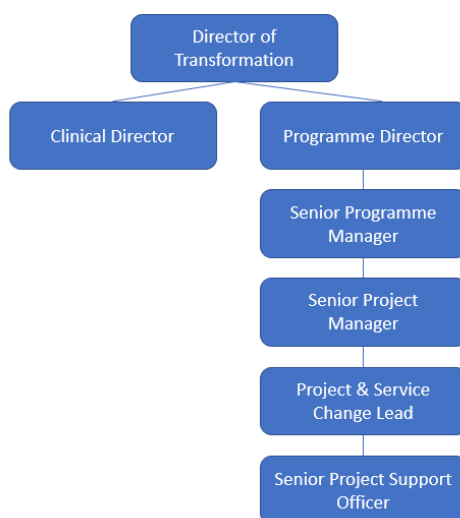 Director of
Transformation
Clinical Director
Programme Director
Senior Programme
Manager
Senior Project
Manager
Project & Service
Change Lead
Senior Project Support
Officer